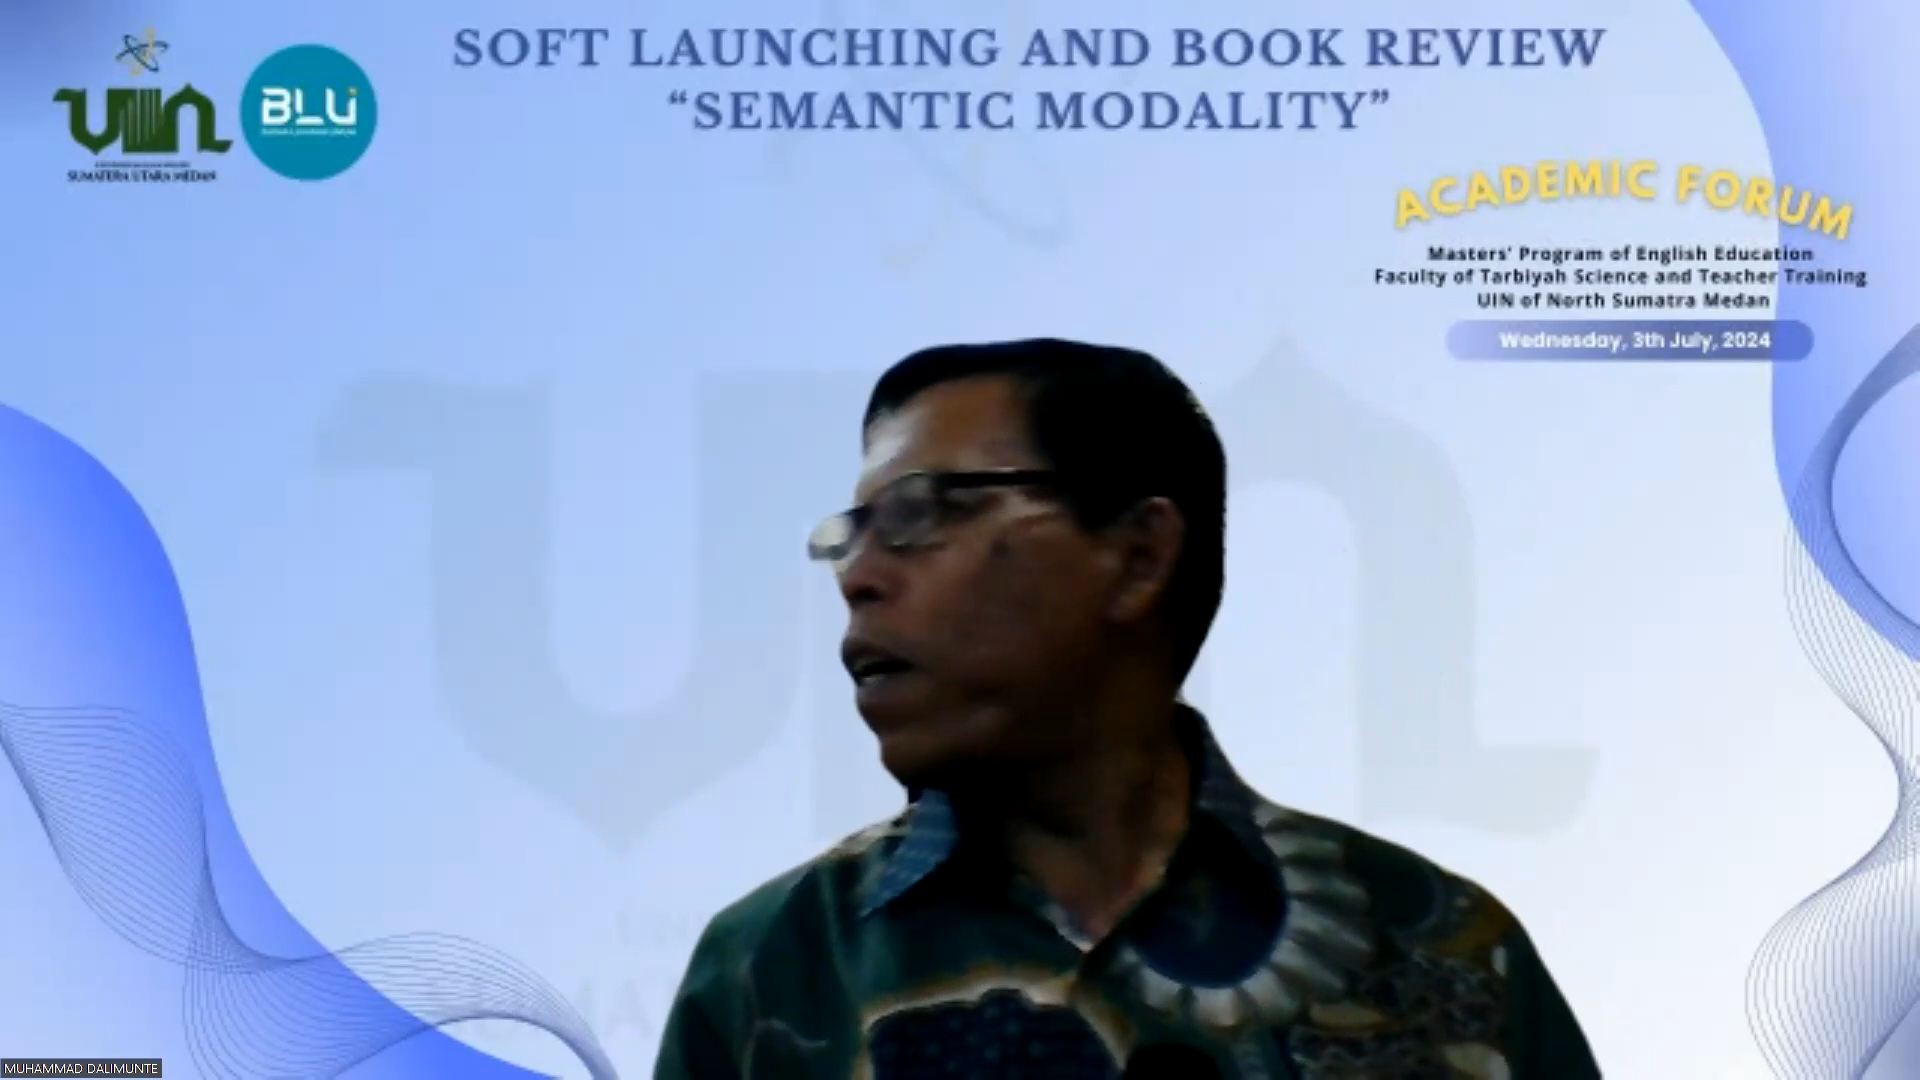 SOFT LAUNCHING AND BOOK REVIEW
“SEMANTIC MODALITY”
UIN
SUMATERA UTARA MEDAN
BLU
ACADEMIC FORUM
Masters' Program of English Education
Faculty of Tarbiyah Science and Teacher Training
UIN of North Sumatra Medan
Wednesday, 3th July, 2024
MUHAMMAD DALIMUNTE